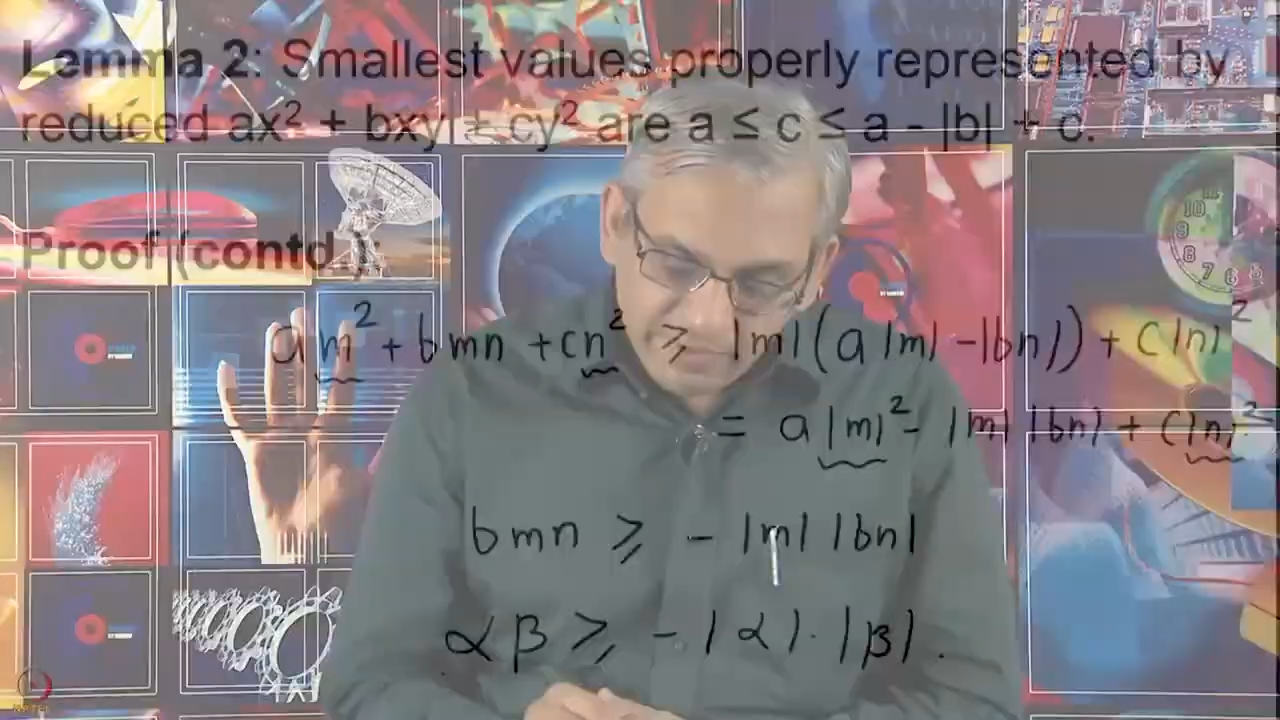 Lemma 2: Smallest values properly represented by
reduced ax² + bxy + cy² are a ≤ c ≤ a - |b| + c.
Proof (contd.):
am² + bmn + cn² ≥ |m|(a|m| - |bn|) + c|n|²
= a|m|² - |m| |bn| + c|n|²
bmn ≥ - |m| |bn|
αβ ≥ - |α| · |β|.
NPTEL